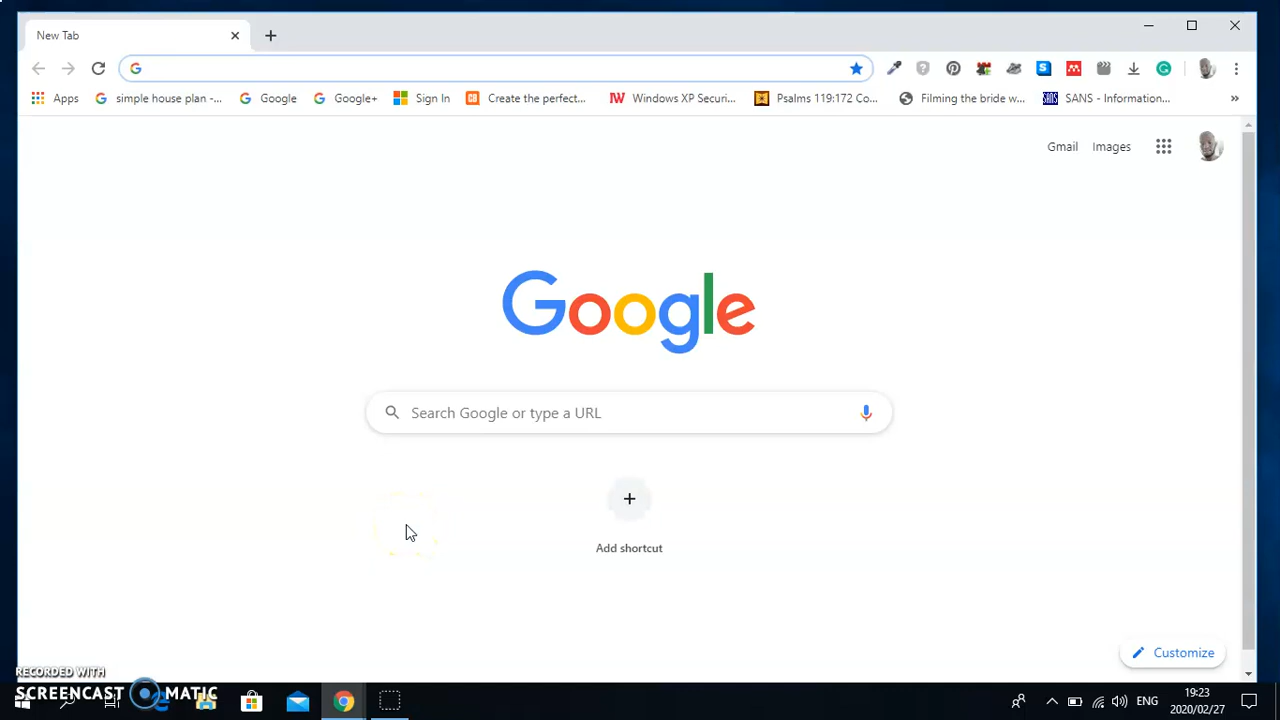 New Tab
Apps
simple house plan -...
Google
Google+
Sign In
Create the perfect...
IW
Windows XP Securi...
Psalms 119:172 Co...
Filming the bride w...
SANS
SANS - Information...
»
Gmail
Images
Google
Search Google or type a URL
Add shortcut
Customize
RECORDED WITH
SCREENCAST MATIC
ENG
19:23
2020/02/27